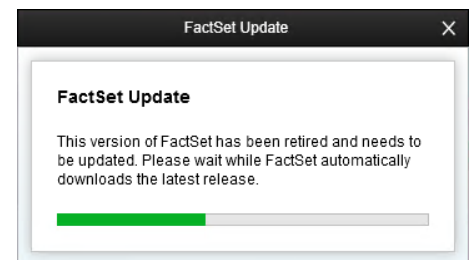 FactSet Update
FactSet Update
This version of FactSet has been retired and needs to
be updated. Please wait while FactSet automatically
downloads the latest release.